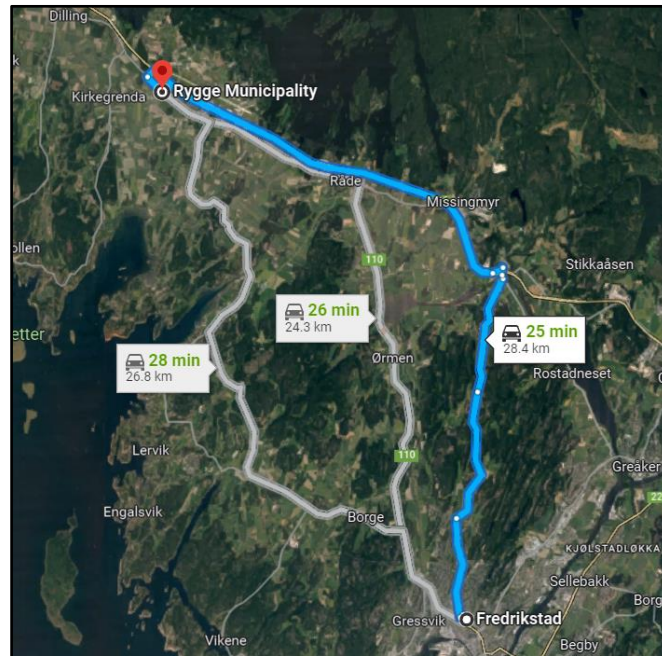 Dilling
Rygge Municipality
Kirkegrenda
Råde
Missingmyr
ollen
110
Stikkaåsen
26 min
24.3 km
25 min
28.4 km
etter
28 min
26.8 km
Ørmen
Rostadneset
Lervik
110
Greåker
22
Engalsvik
Borge
KJØLSTADLØKKA
Sellebakk
Borg
Gressvik
Fredrikstad
Vikene
Begby